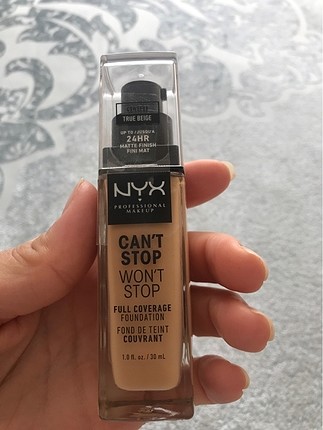 TRUE BEIGE
UP TO / JUSQU'À
24HR
MATTE FINISH
FINI MAT
NYX
PROFESSIONAL
MAKEUP
CAN'T
STOP
WON'T
STOP
FULL COVERAGE
FOUNDATION
FOND DE TEINT
COUVRANT
1.0 fl. oz. / 30 mL